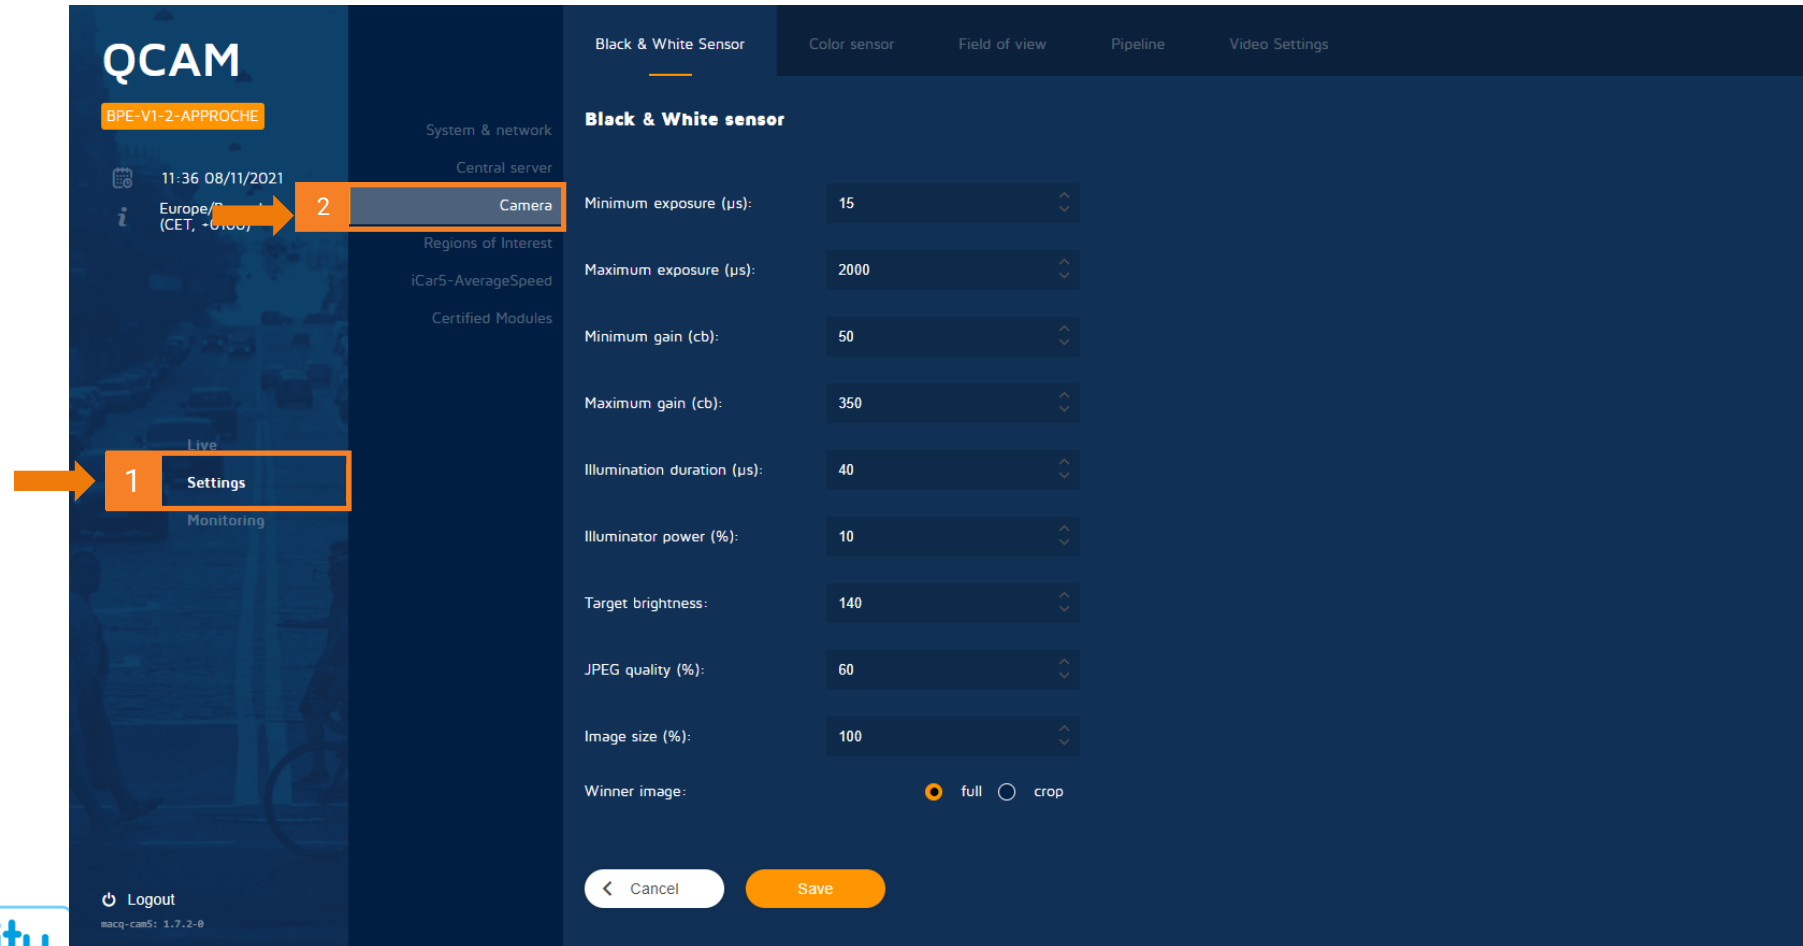 QCAM
BPE-V1-2-APPROCHE
11:36 08/11/2021
Europe/
(CET, +0100)
1
Live
Settings
Monitoring
Logout
macq-cam5: 1.7.2-0
System & network
Central server
2
Camera
Regions of Interest
iCar5-AverageSpeed
Certified Modules
Black & White Sensor Color sensor Field of view Pipeline Video Settings
Black & White sensor
Minimum exposure (µs): 15
Maximum exposure (µs): 2000
Minimum gain (cb): 50
Maximum gain (cb): 350
Illumination duration (µs): 40
Illuminator power (%): 10
Target brightness: 140
JPEG quality (%): 60
Image size (%): 100
Winner image: full crop
Cancel Save